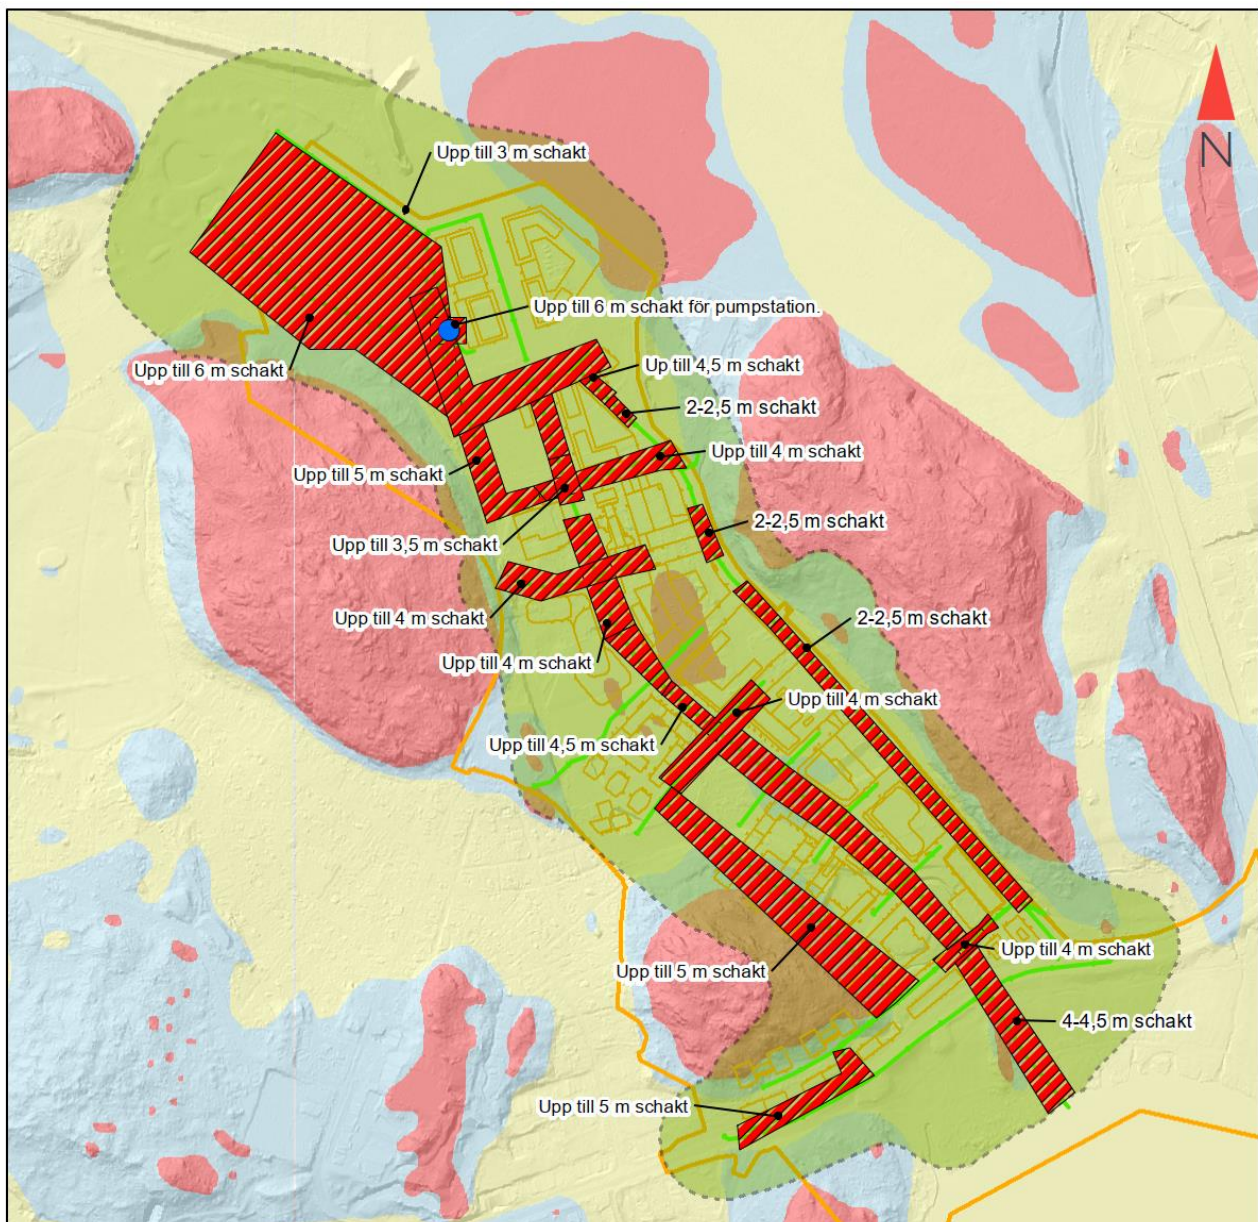 Upp till 3 m schakt
N
Upp till 6 m schakt för pumpstation.
Upp till 6 m schakt
Up till 4,5 m schakt
2-2,5 m schakt
Upp till 4 m schakt
Upp till 5 m schakt
2-2,5 m schakt
Upp till 3,5 m schakt
Upp till 4 m schakt
2-2,5 m schakt
Upp till 4 m schakt
Upp till 4 m schakt
Upp till 4,5 m schakt
Upp till 4 m schakt
Upp till 5 m schakt
4-4,5 m schakt
Upp till 5 m schakt